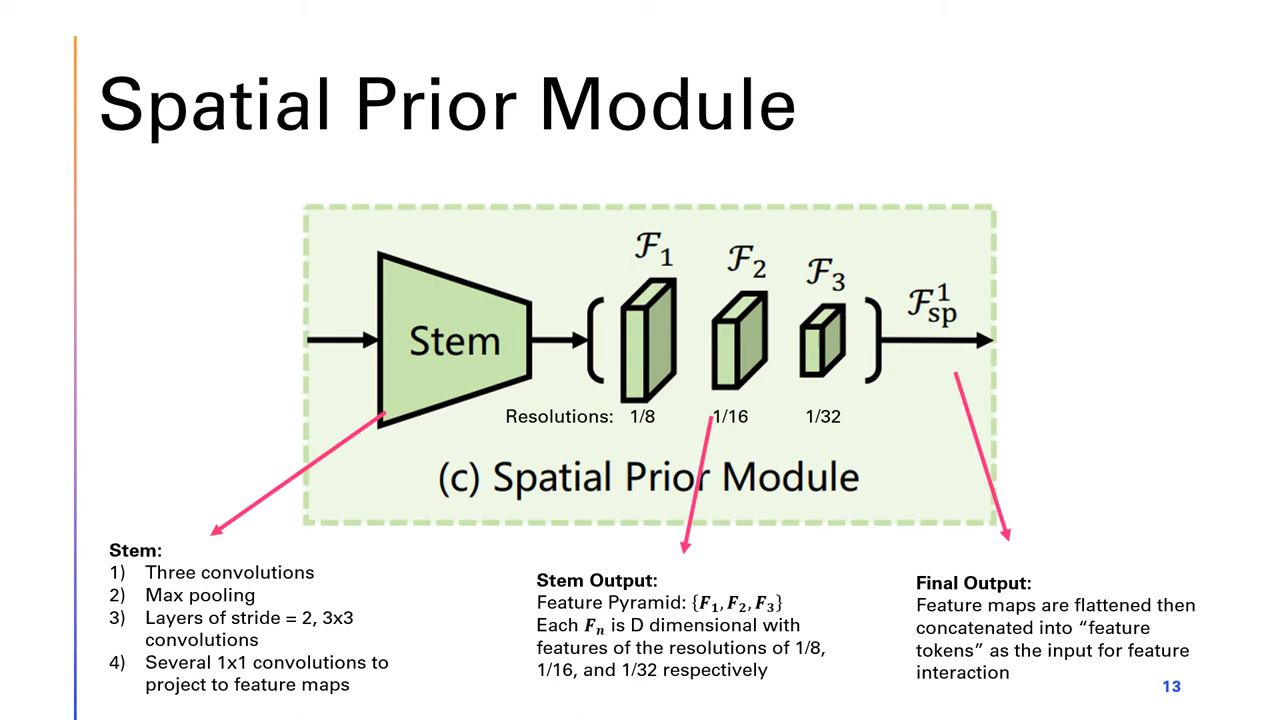 Spatial Prior Module
ℱ1
ℱ2
ℱ3
ℱ1sp
Stem
Resolutions: 1/8 1/16 1/32
(c) Spatial Prior Module
Stem:
1) Three convolutions
2) Max pooling
3) Layers of stride = 2, 3x3
convolutions
4) Several 1x1 convolutions to
project to feature maps
Stem Output:
Feature Pyramid: {F1, F2, F3}
Each Fn is D dimensional with
features of the resolutions of 1/8,
1/16, and 1/32 respectively
Final Output:
Feature maps are flattened then
concatenated into “feature
tokens” as the input for feature
interaction
13